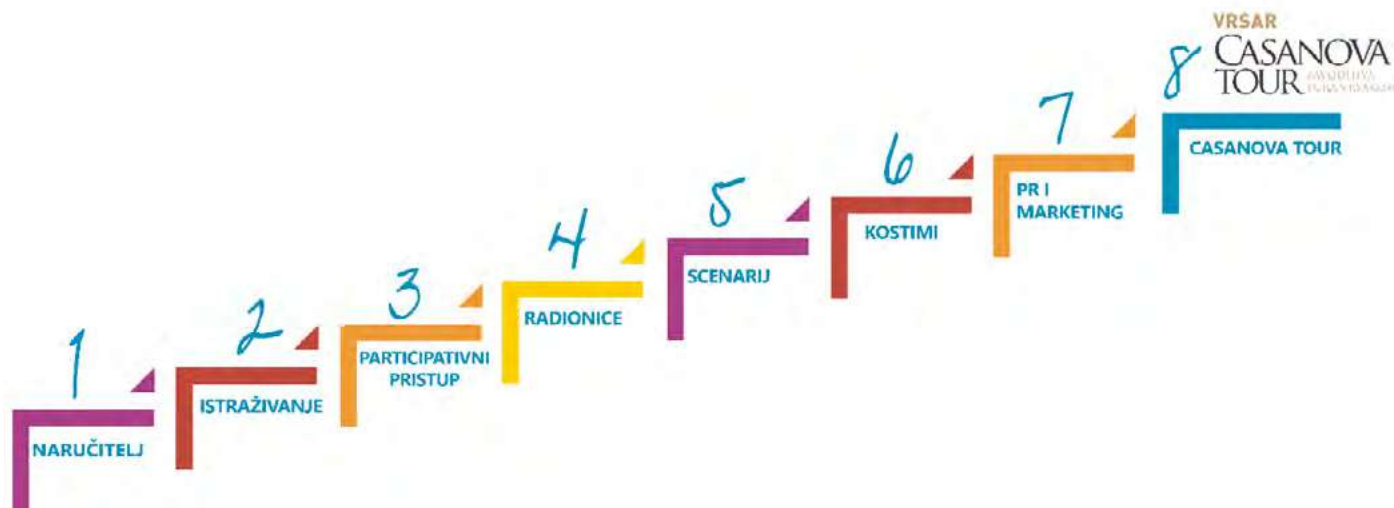 1
NARUČITELJ
2
ISTRAŽIVANJE
3
PARTICIPATIVNI
PRISTUP
4
RADIONICE
5
SCENARIJ
6
KOSTIMI
7
PR I
MARKETING
8
VRSAR
CASANOVA
TOUR
CASANOVA TOUR